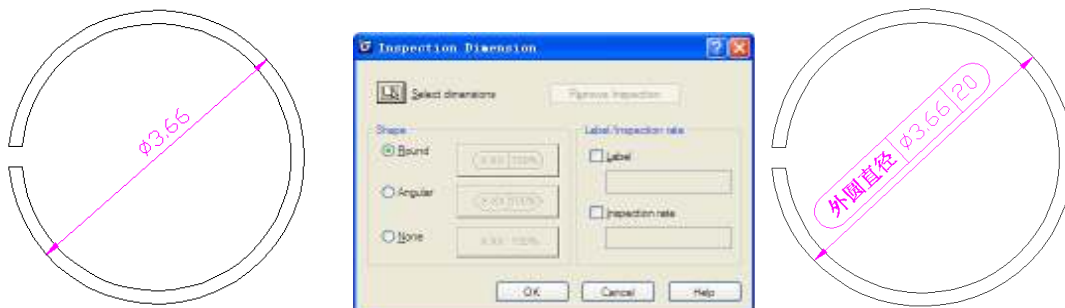 ø3.66
Inspection Dimension
Select dimensions
Remove Inspection
Shape
Round
Angular
None
Label/Inspection rate
Label
Inspection rate
OK
Cancel
Help
外圆直径 ø3.66 20